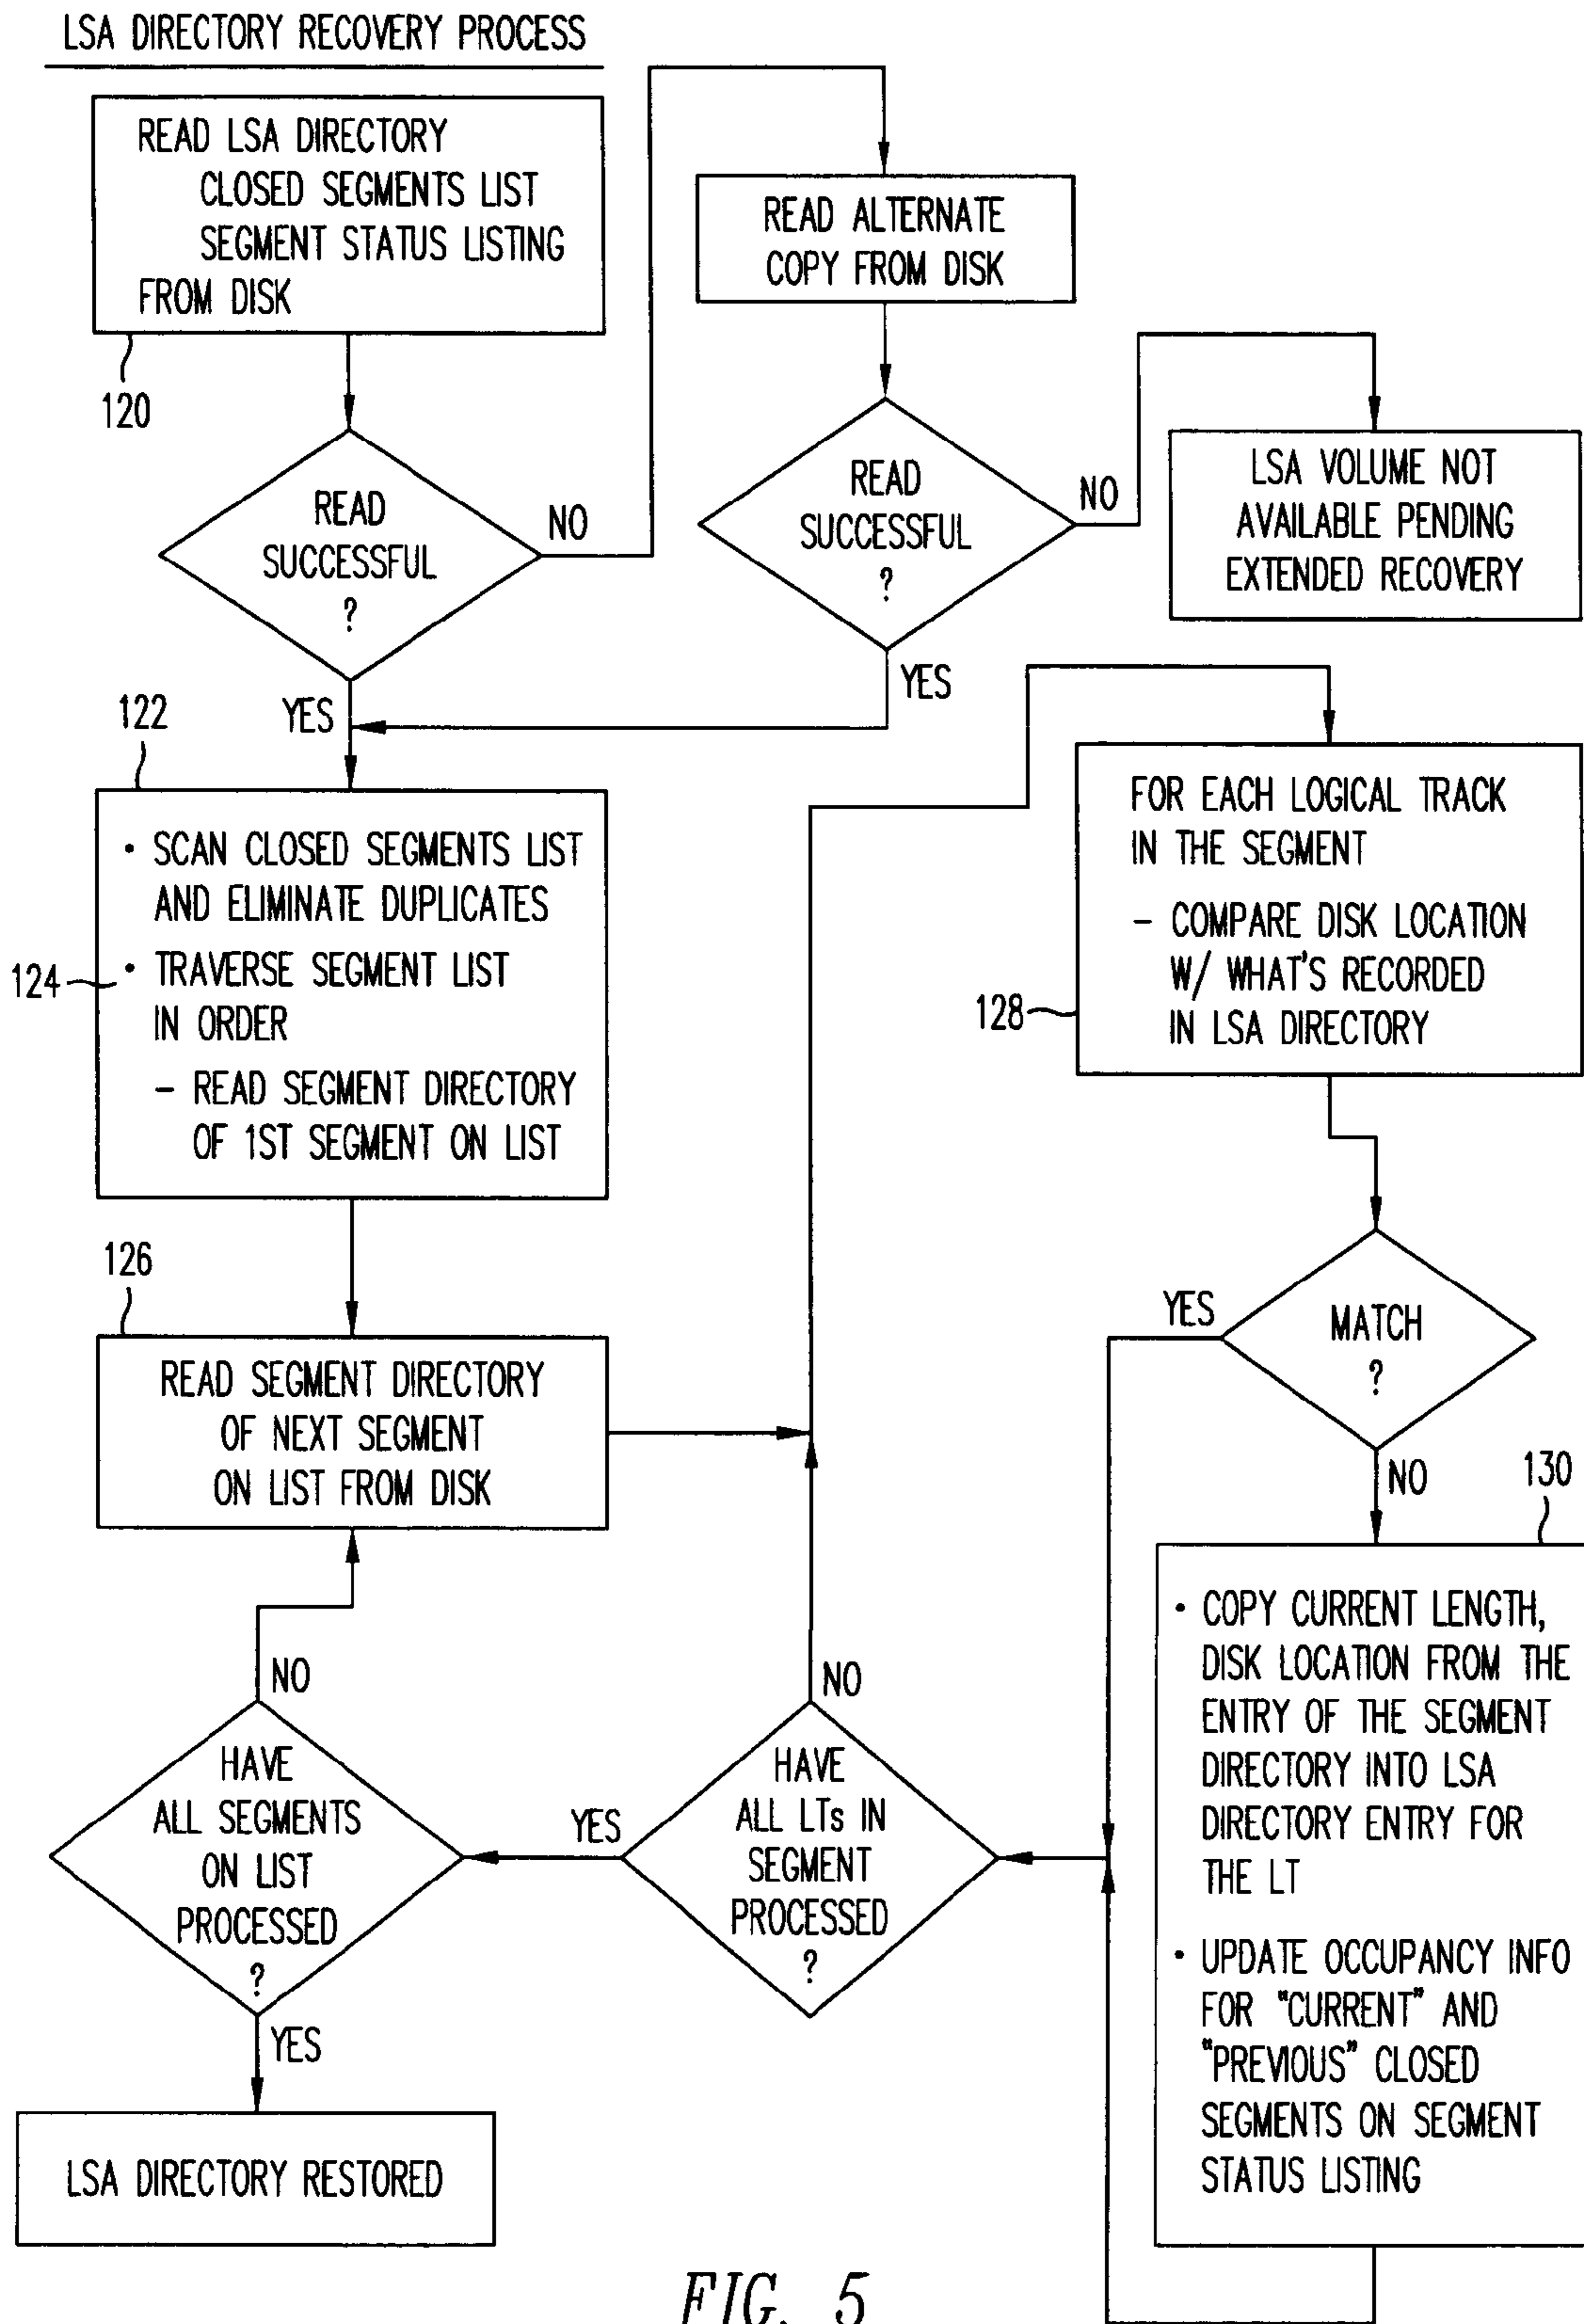 LSA DIRECTORY RECOVERY PROCESS
READ LSA DIRECTORY
CLOSED SEGMENTS LIST
SEGMENT STATUS LISTING
FROM DISK
120
READ
SUCCESSFUL
?
NO
YES
READ ALTERNATE
COPY FROM DISK
READ
SUCCESSFUL
?
NO
YES
LSA VOLUME NOT
AVAILABLE PENDING
EXTENDED RECOVERY
122
• SCAN CLOSED SEGMENTS LIST
AND ELIMINATE DUPLICATES
124
• TRAVERSE SEGMENT LIST
IN ORDER
– READ SEGMENT DIRECTORY
OF 1ST SEGMENT ON LIST
126
READ SEGMENT DIRECTORY
OF NEXT SEGMENT
ON LIST FROM DISK
FOR EACH LOGICAL TRACK
IN THE SEGMENT
– COMPARE DISK LOCATION
W/ WHAT'S RECORDED
IN LSA DIRECTORY
128
MATCH
?
YES
NO
130
• COPY CURRENT LENGTH,
DISK LOCATION FROM THE
ENTRY OF THE SEGMENT
DIRECTORY INTO LSA
DIRECTORY ENTRY FOR
THE LT
• UPDATE OCCUPANCY INFO
FOR "CURRENT" AND
"PREVIOUS" CLOSED
SEGMENTS ON SEGMENT
STATUS LISTING
NO
HAVE
ALL LTs IN
SEGMENT
PROCESSED
?
YES
NO
HAVE
ALL SEGMENTS
ON LIST
PROCESSED
?
YES
LSA DIRECTORY RESTORED
FIG. 5